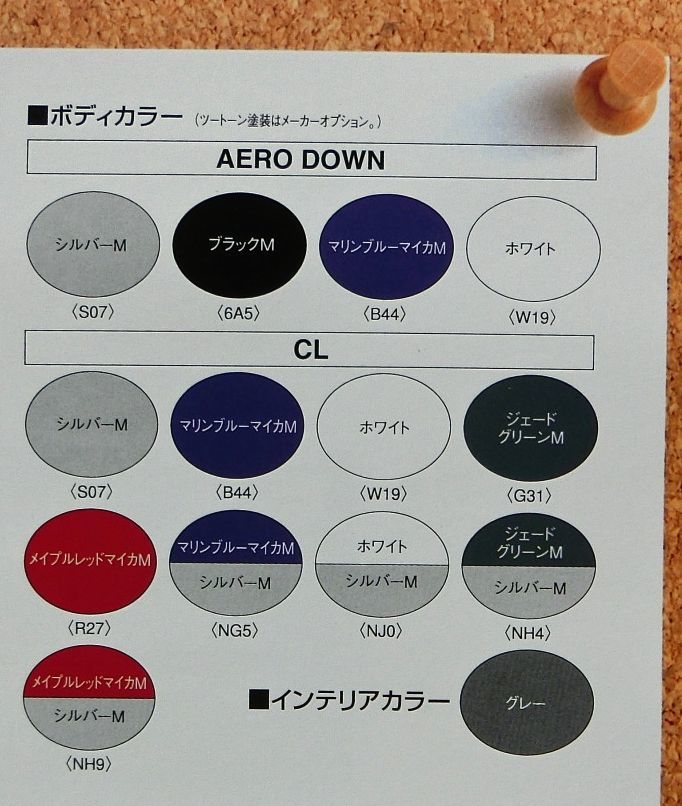 ■ボディカラー (ツートーン塗装はメーカーオプション。)
AERO DOWN
シルバーM ブラックM マリンブルーマイカM ホワイト
〈S07〉 〈6A5〉 〈B44〉 〈W19〉
CL
シルバーM マリンブルーマイカM ホワイト ジェード
グリーンM
〈S07〉 〈B44〉 〈W19〉 〈G31〉
メイプルレッドマイカM マリンブルーマイカM ホワイト ジェード
グリーンM
シルバーM シルバーM シルバーM
〈R27〉 〈NG5〉 〈NJ0〉 〈NH4〉
メイプルレッドマイカM
シルバーM
〈NH9〉
■インテリアカラー グレー